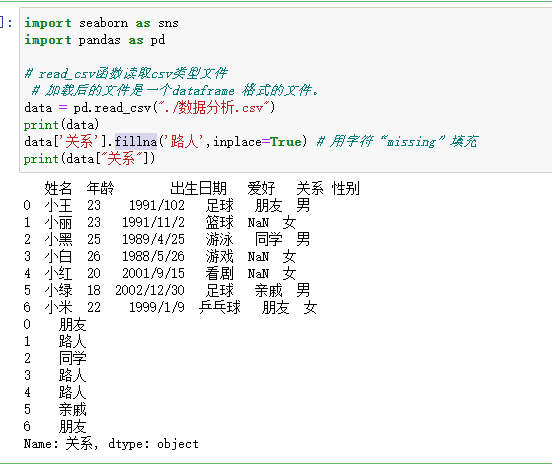 ]: import seaborn as sns
import pandas as pd
# read_csv函数读取csv类型文件
# 加载后的文件是一个dataframe 格式的文件。
data = pd.read_csv("./数据分析.csv")
print(data)
data['关系'].fillna('路人',inplace=True) # 用字符“missing”填充
print(data["关系"])
姓名 年龄 出生日期 爱好 关系 性别
0 小王 23 1991/102 足球 朋友 男
1 小丽 23 1991/11/2 篮球 NaN 女
2 小黑 25 1989/4/25 游泳 同学 男
3 小白 26 1988/5/26 游戏 NaN 女
4 小红 20 2001/9/15 看剧 NaN 女
5 小绿 18 2002/12/30 足球 亲戚 男
6 小米 22 1999/1/9 乒乓球 朋友 女
0 朋友
1 路人
2 同学
3 路人
4 路人
5 亲戚
6 朋友
Name: 关系, dtype: object